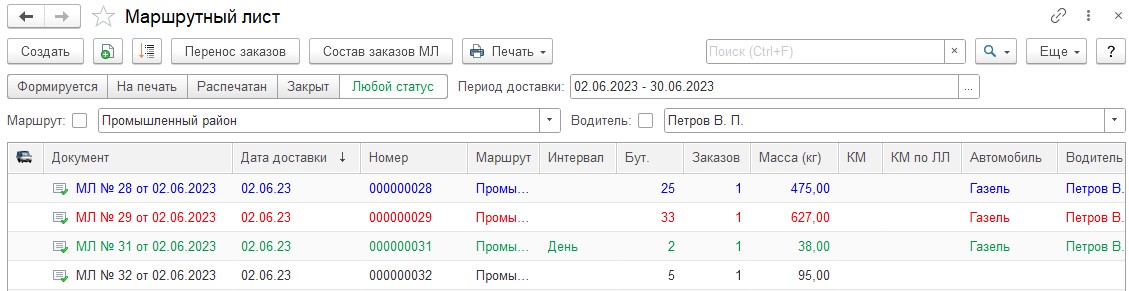 Маршрутный лист
Создать Перенос заказов Состав заказов МЛ Печать Поиск (Ctrl+F) × Еще ?
Формируется На печать Распечатан Закрыт Любой статус Период доставки: 02.06.2023 - 30.06.2023 ...
Маршрут: Промышленный район Водитель: Петров В. П.
Документ Дата доставки ↓ Номер Маршрут Интервал Бут. Заказов Масса (кг) КМ КМ по ЛЛ Автомобиль Водитель
МЛ № 28 от 02.06.2023 02.06.23 000000028 Промы... 25 1 475,00 Газель Петров В.
МЛ № 29 от 02.06.2023 02.06.23 000000029 Промы... 33 1 627,00 Газель Петров В.
МЛ № 31 от 02.06.2023 02.06.23 000000031 Промы... День 2 1 38,00 Газель Петров В.
МЛ № 32 от 02.06.2023 02.06.23 000000032 Промы... 5 1 95,00